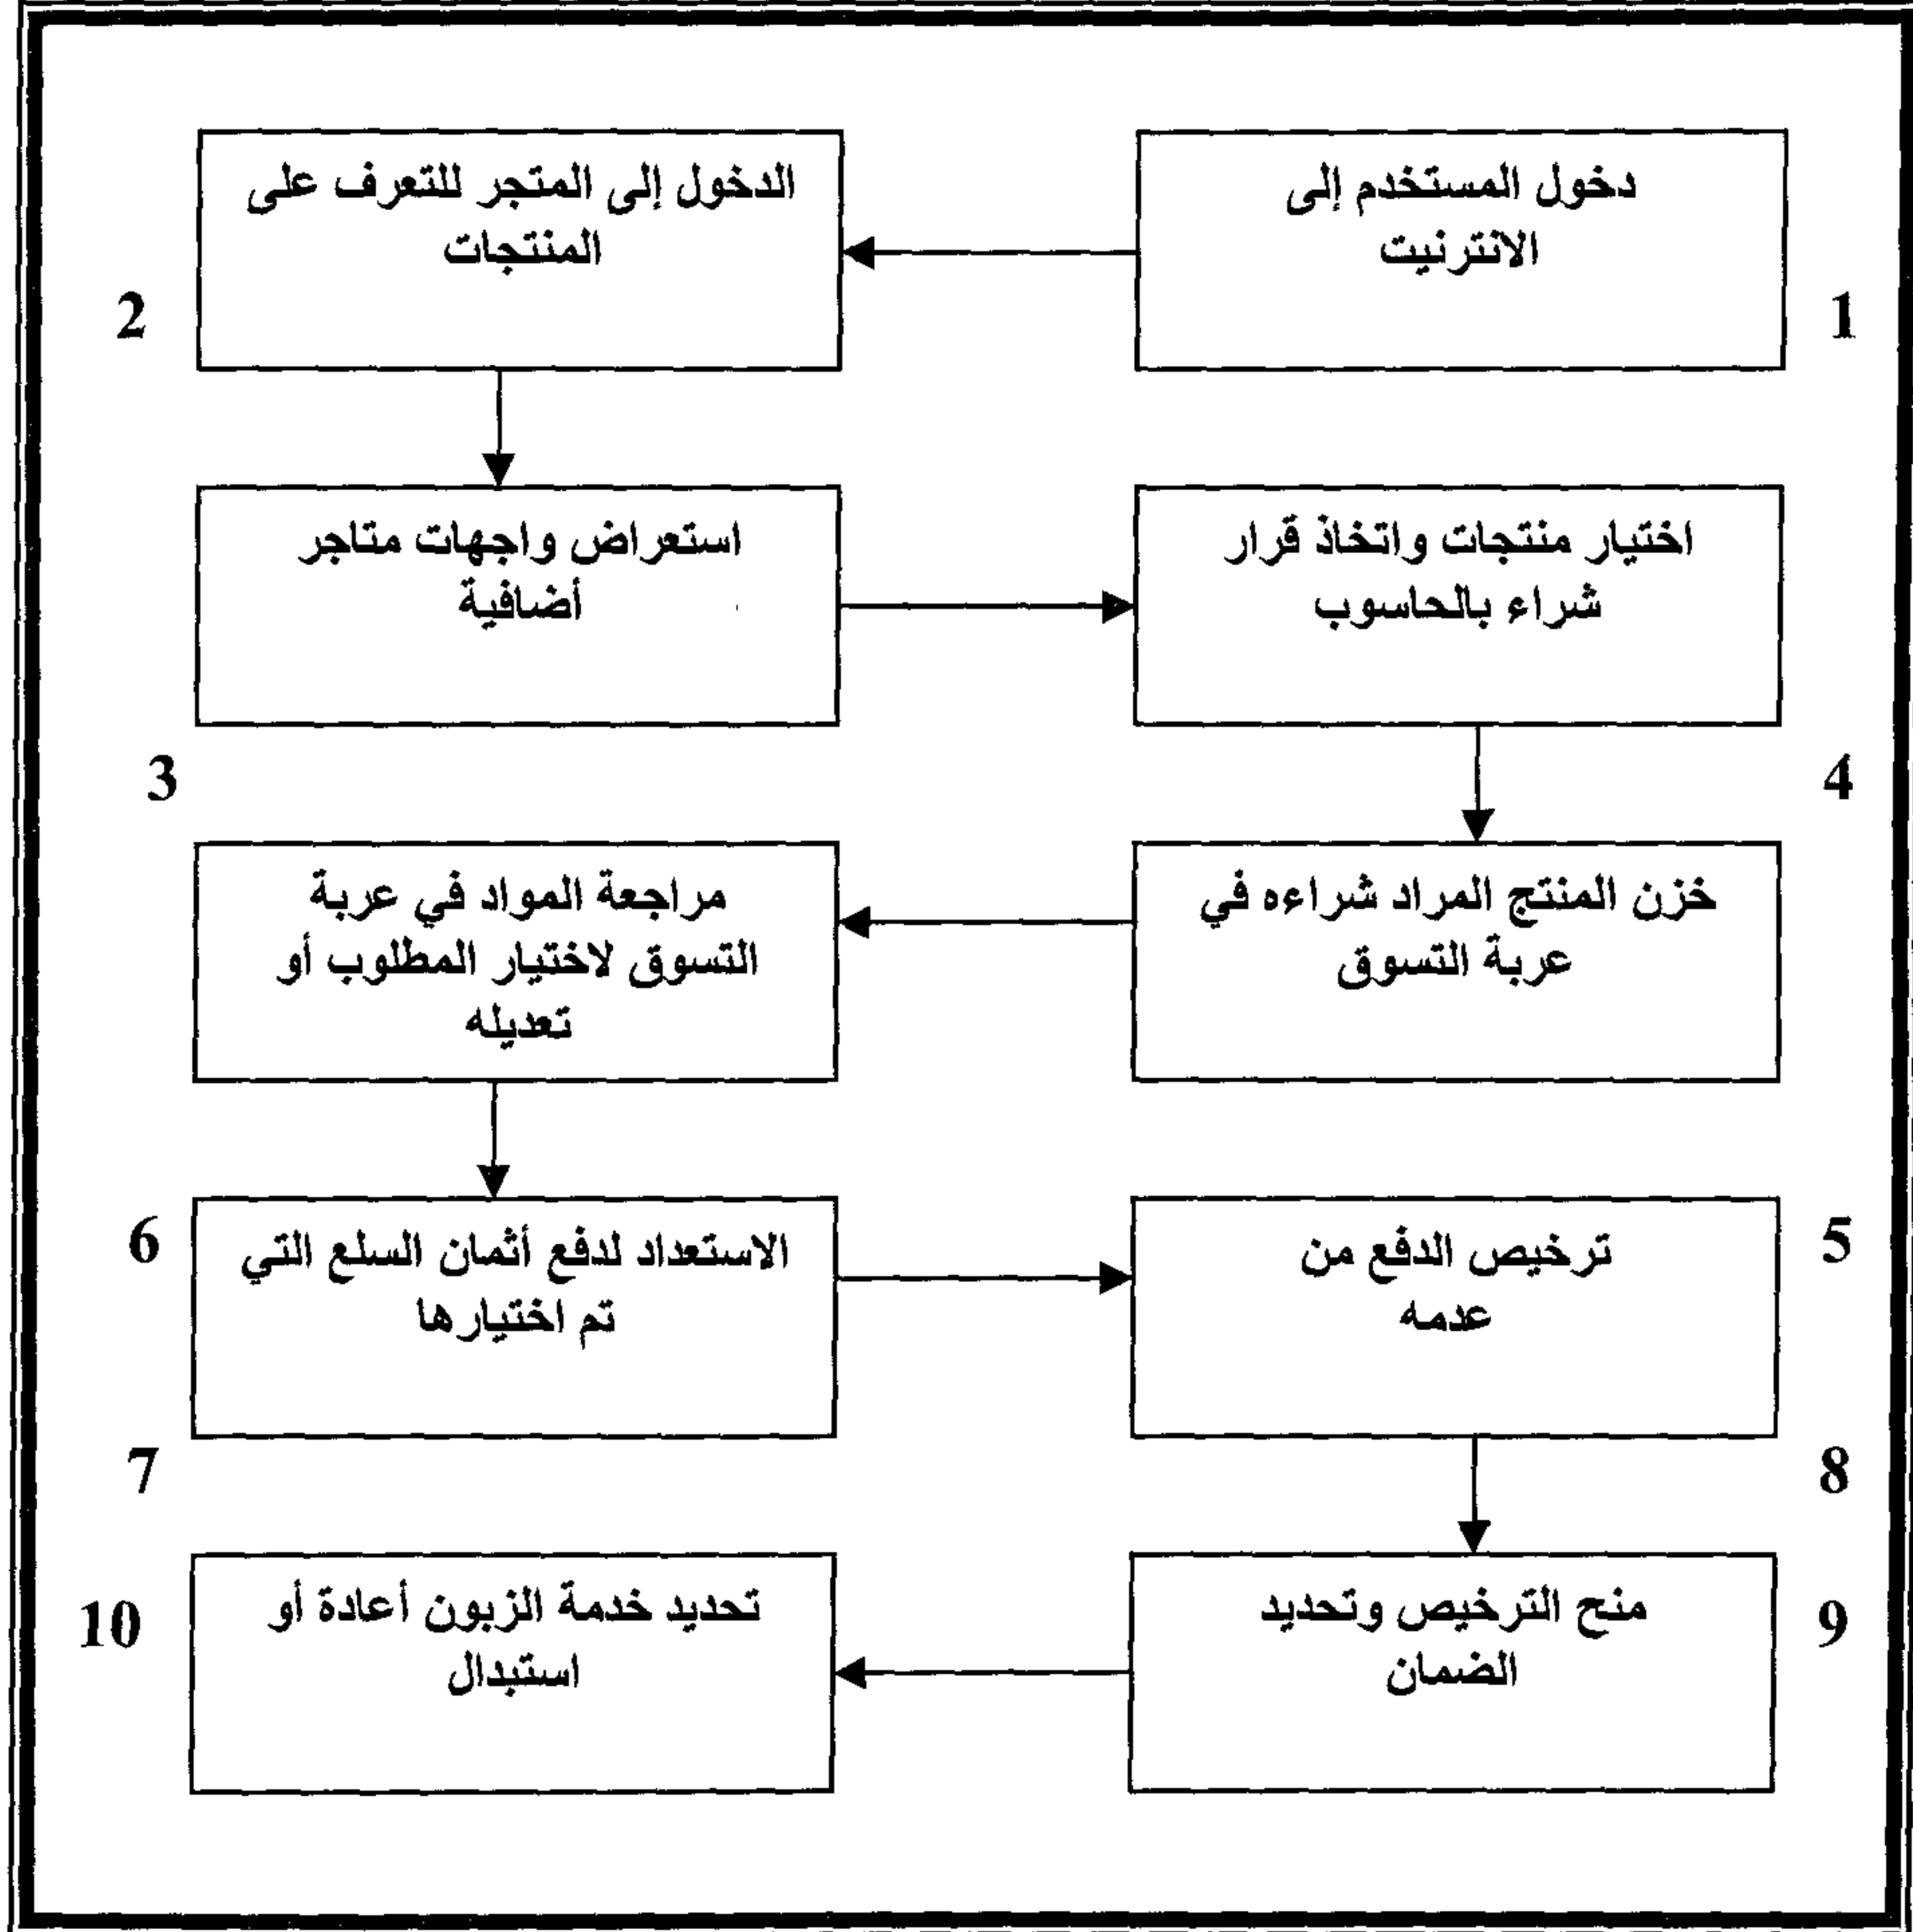 دخول المستخدم إلى
الانترنيت
1
الدخول إلى المتجر للتعرف على
المنتجات
2
استعراض واجهات متاجر
أضافية
3
اختيار منتجات واتخاذ قرار
شراء بالحاسوب
4
خزن المنتج المراد شراءه في
عربة التسوق
5
مراجعة المواد في عربة
التسوق لاختيار المطلوب أو
تعديله
6
الاستعداد لدفع أثمان السلع التي
تم اختيارها
7
ترخيص الدفع من
عدمه
8
منح الترخيص وتحديد
الضمان
9
تحديد خدمة الزبون أعادة أو
استبدال
10